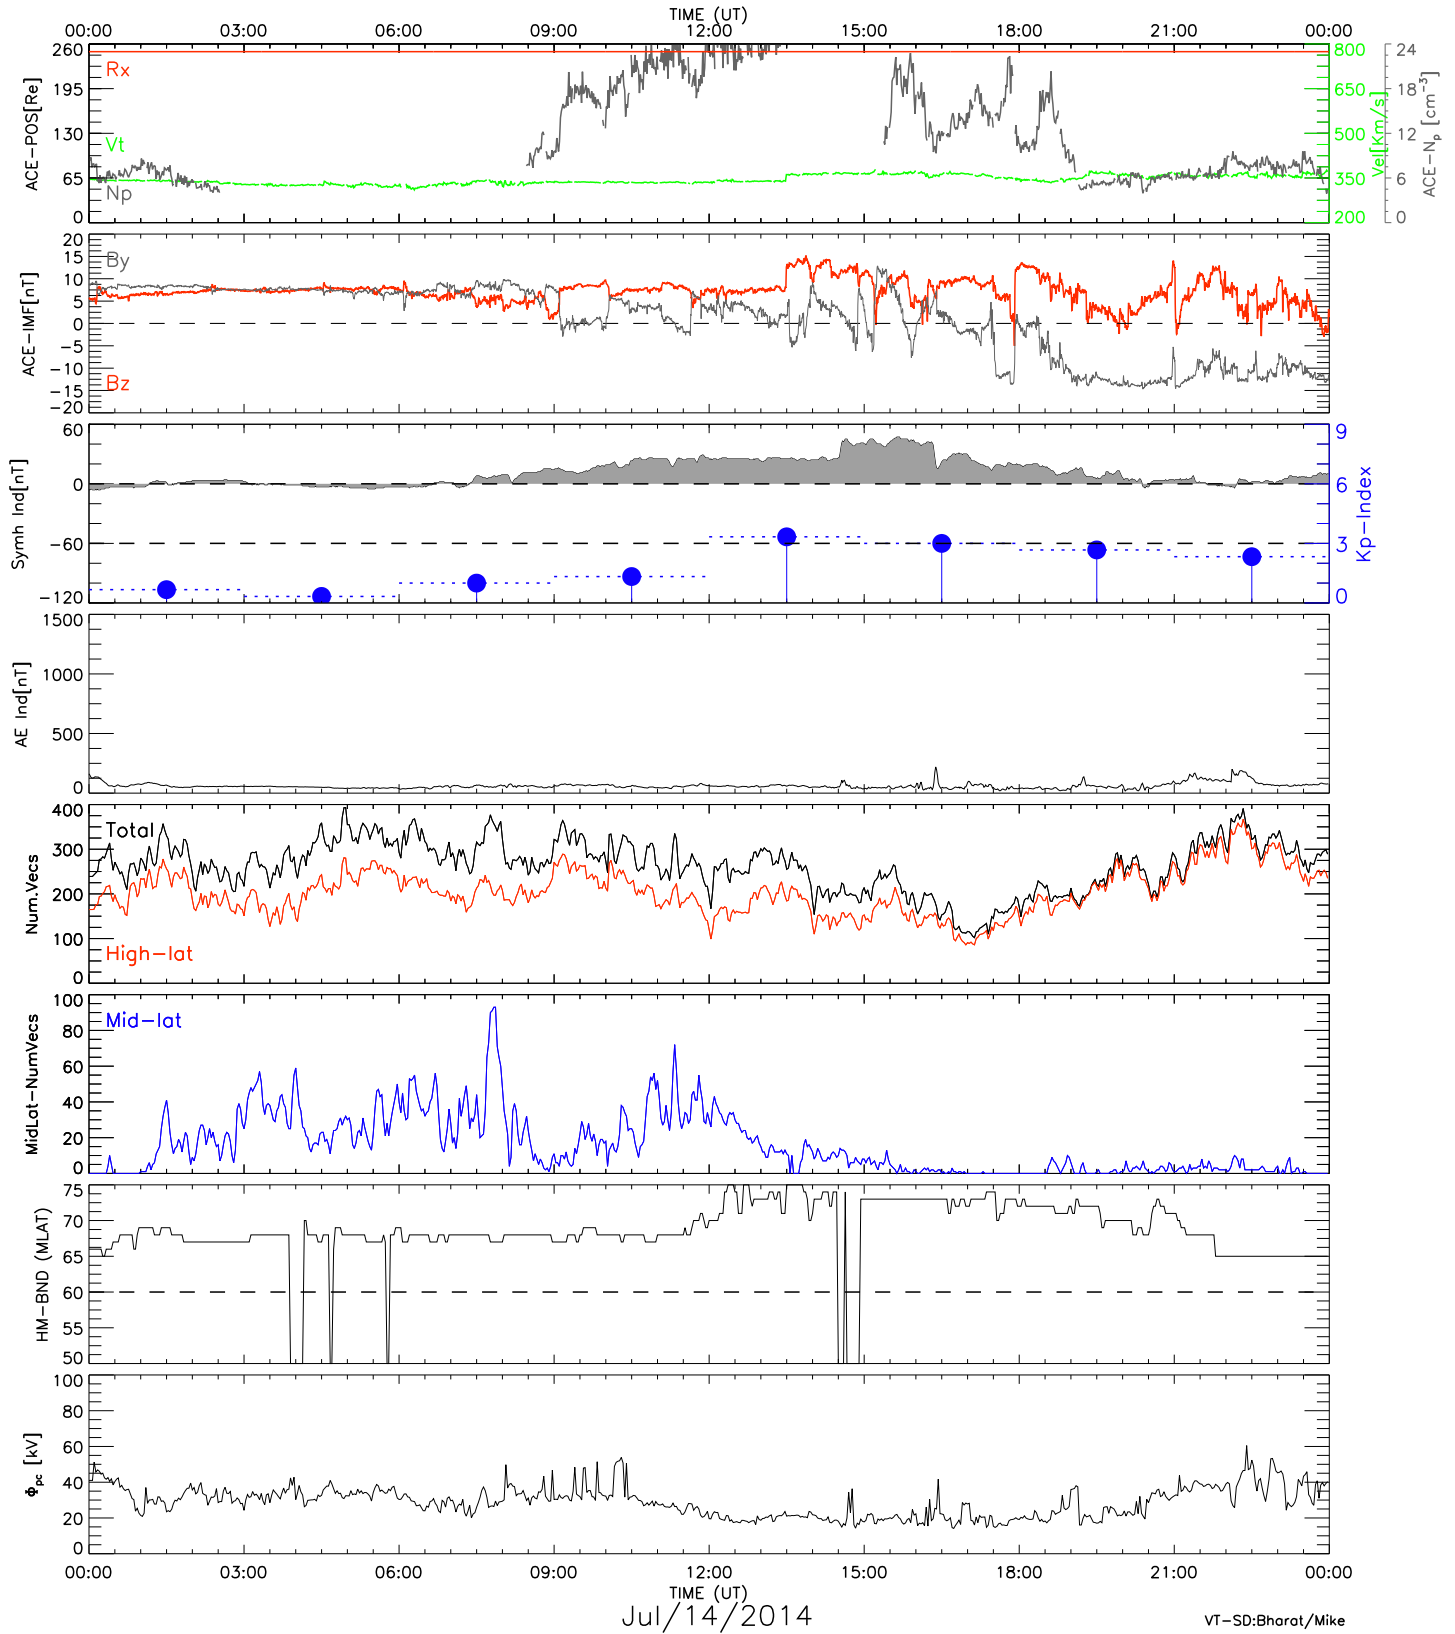 TIME (UT)
00:00 03:00 06:00 09:00 12:00 15:00 18:00 21:00 00:00
ACE-POS[Re]
260
195
130
65
0
Rx
Vt
Np
800
650
500
350
200
Vel[Km/s]
24
18
12
6
0
ACE-Np [cm-3]
ACE-IMF[nT]
20
15
10
5
0
-5
-10
-15
-20
By
Bz
Symh Ind[nT]
60
0
-60
-120
9
6
3
0
Kp-Index
AE Ind[nT]
1500
1000
500
0
Num.Vecs
400
300
200
100
0
Total
High-lat
MidLat-NumVecs
100
80
60
40
20
0
Mid-lat
HM-BND (MLAT)
75
70
65
60
55
50
Φpc [kV]
100
80
60
40
20
0
00:00 03:00 06:00 09:00 12:00 15:00 18:00 21:00 00:00
TIME (UT)
Jul/14/2014
VT-SD:Bharat/Mike